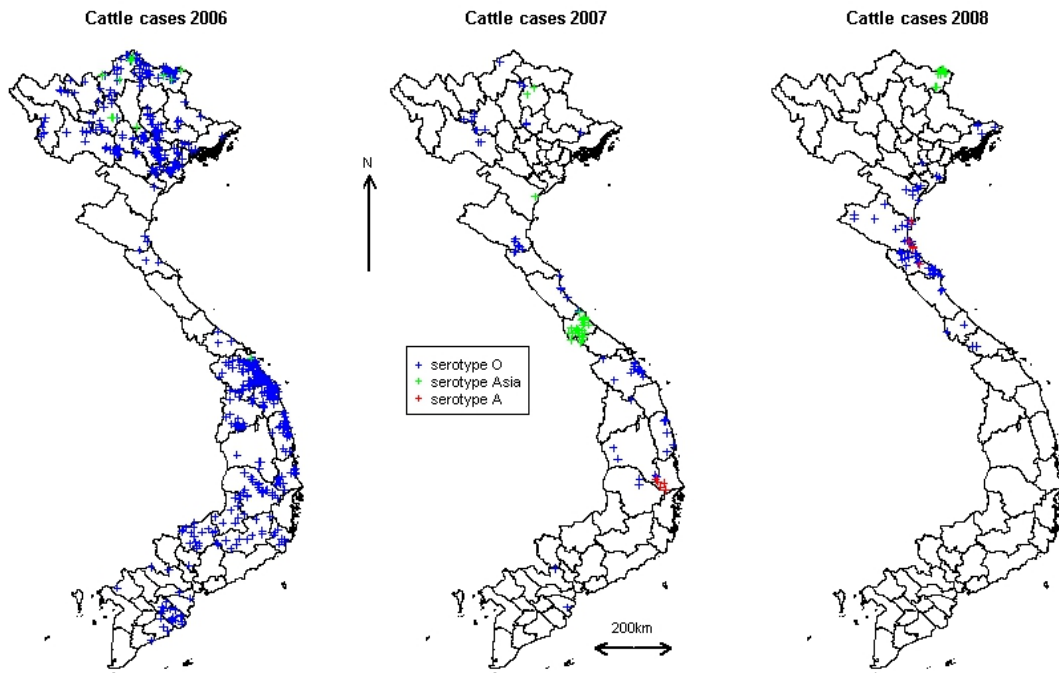 Cattle cases 2006
Cattle cases 2007
Cattle cases 2008
N
serotype O
serotype Asia
serotype A
200km